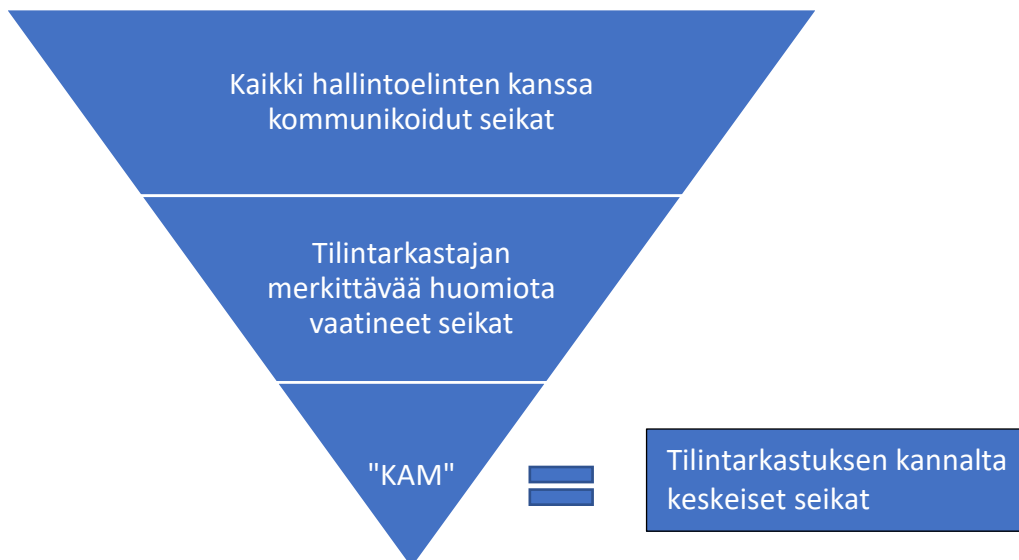 Kaikki hallintoelinten kanssa
kommunikoidut seikat
Tilintarkastajan
merkittävää huomiota
vaatineet seikat
"KAM"
Tilintarkastuksen kannalta
keskeiset seikat